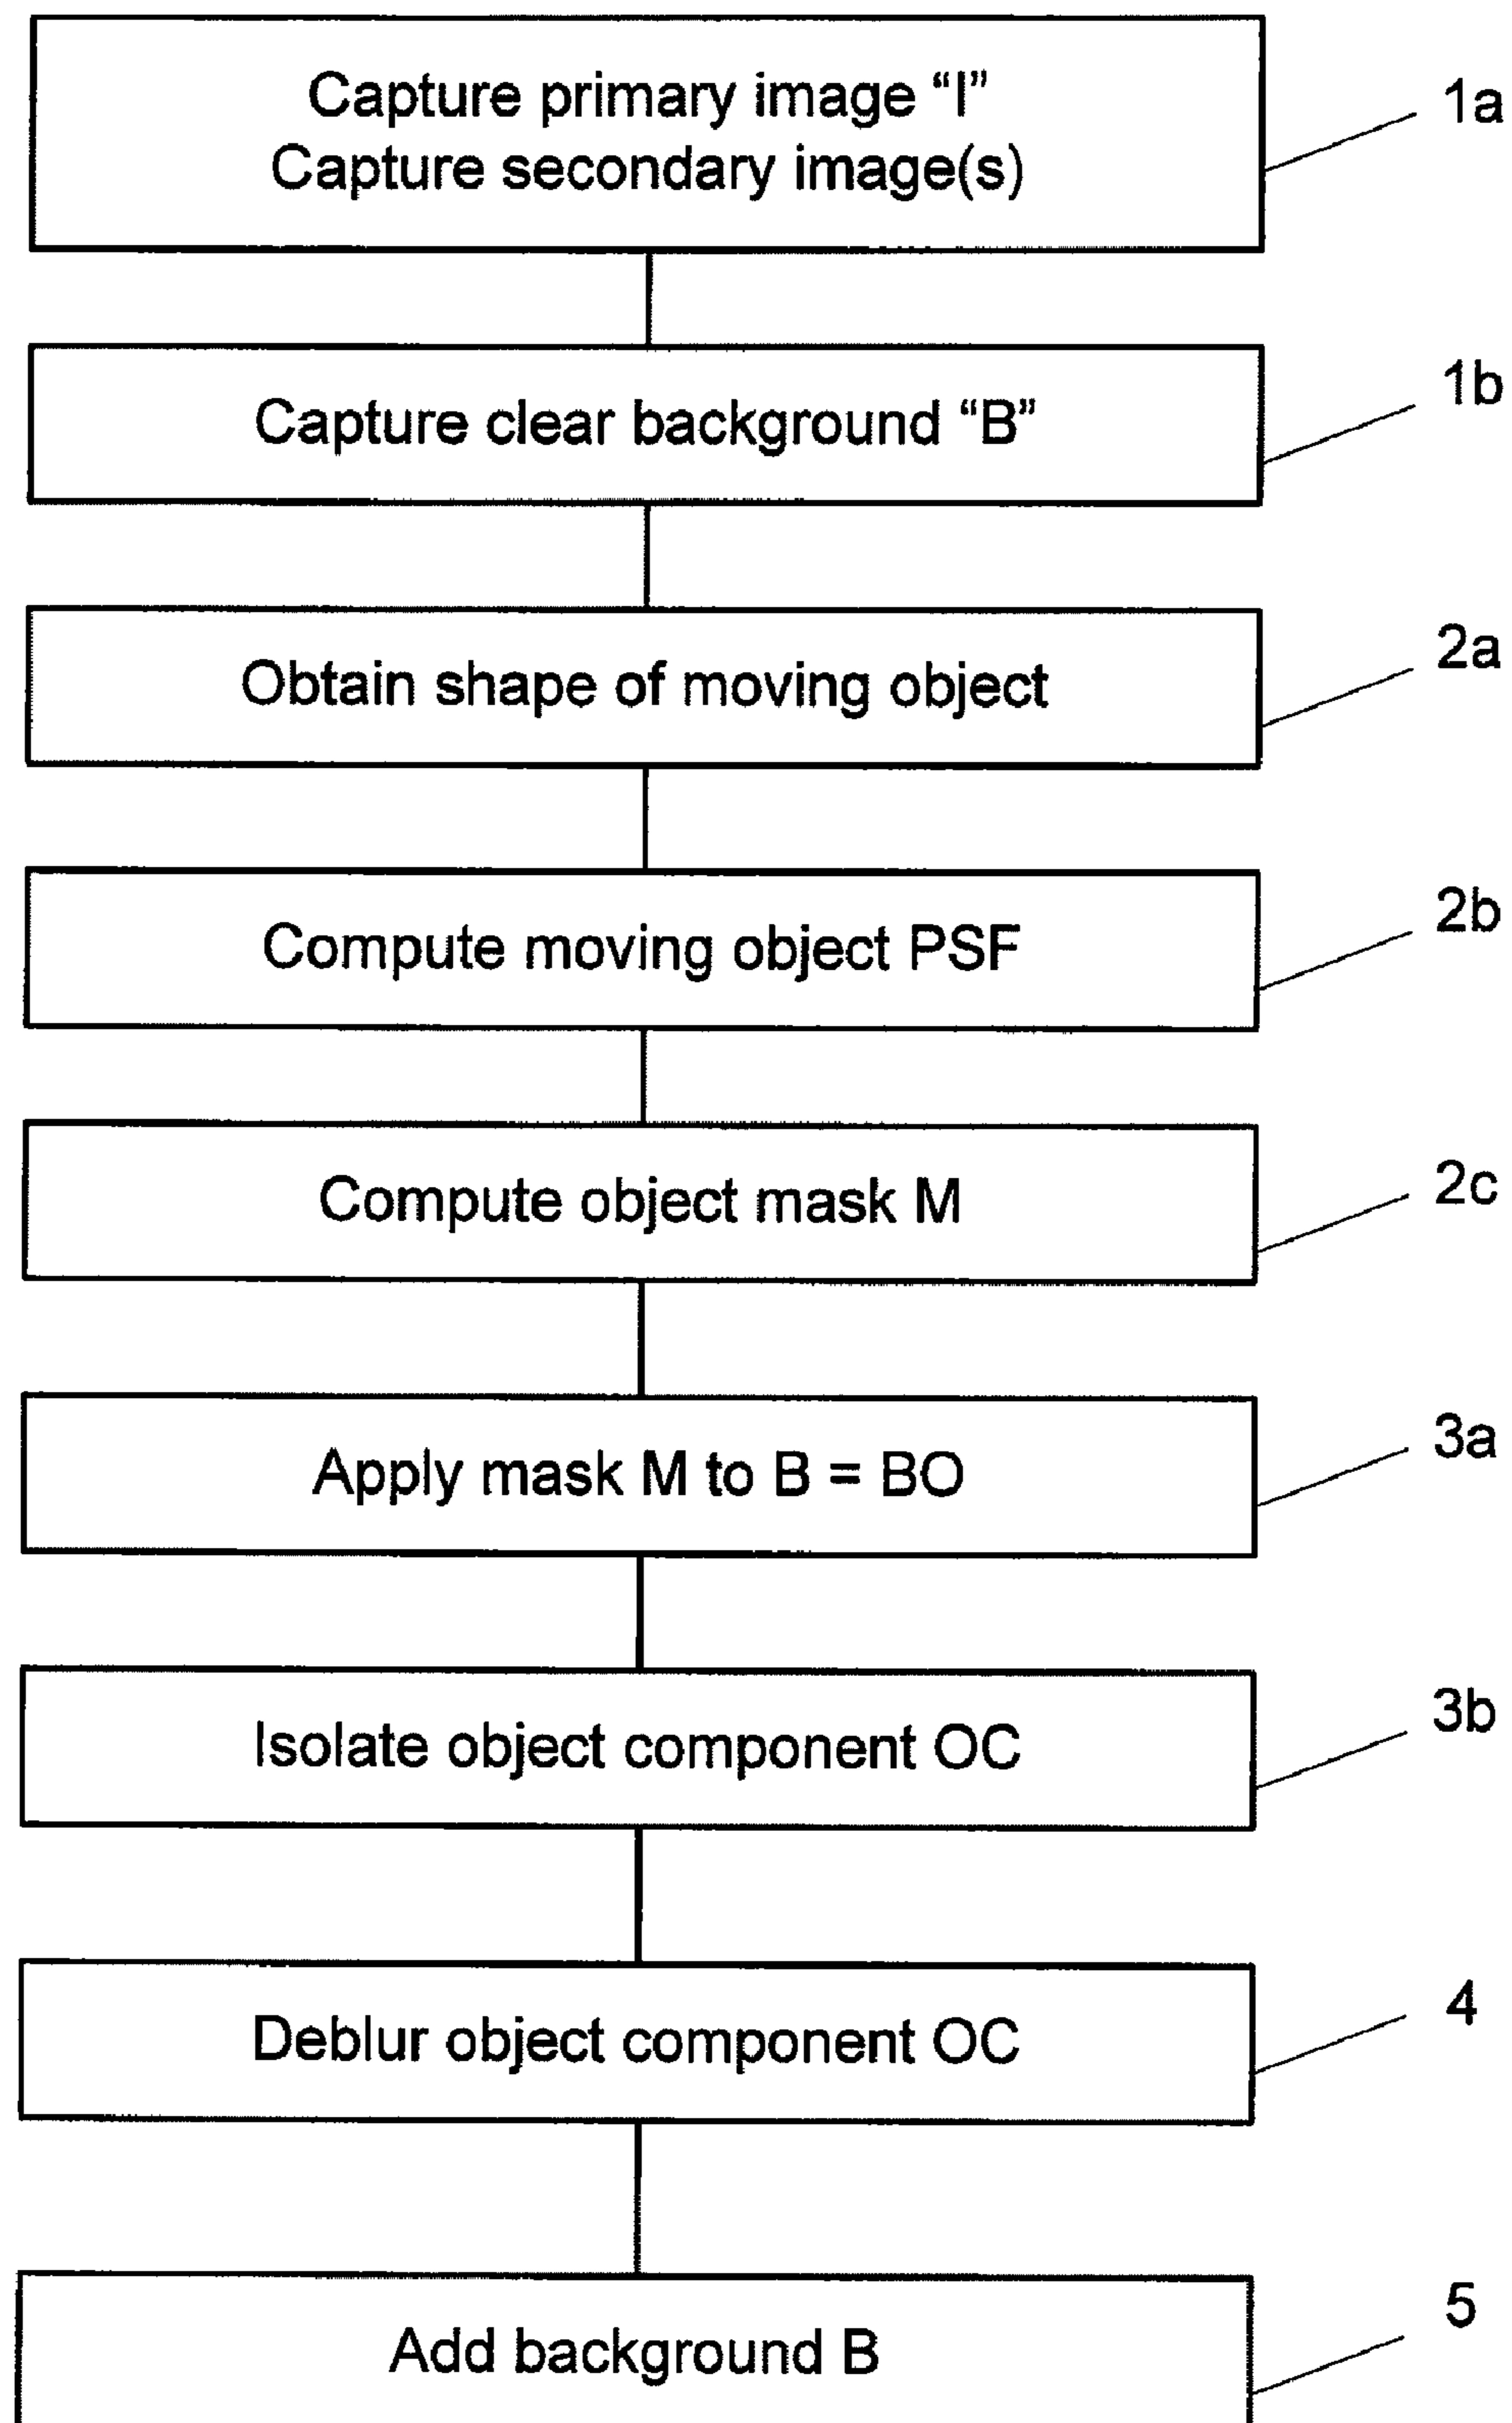 Capture primary image “I”
Capture secondary image(s)
1a
Capture clear background “B”
1b
Obtain shape of moving object
2a
Compute moving object PSF
2b
Compute object mask M
2c
Apply mask M to B = BO
3a
Isolate object component OC
3b
Deblur object component OC
4
Add background B
5